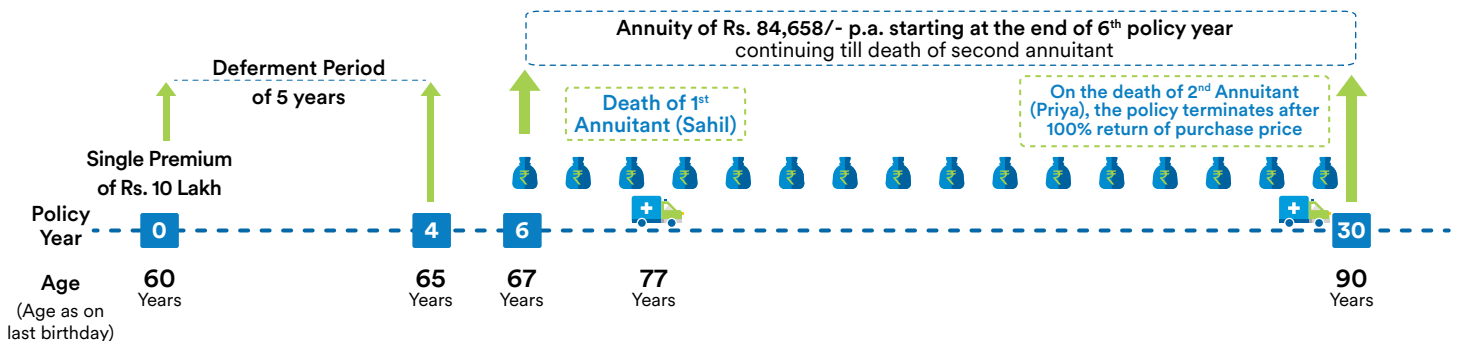 Annuity of Rs. 84,658/- p.a. starting at the end of 6th policy year
continuing till death of second annuitant
Deferment Period
of 5 years
Death of 1st
Annuitant (Sahil)
On the death of 2nd Annuitant
(Priya), the policy terminates after
100% return of purchase price
Single Premium
of Rs. 10 Lakh
₹ ₹ ₹ ₹ ₹ ₹ ₹ ₹ ₹ ₹ ₹ ₹ ₹ ₹ ₹ ₹
Policy
Year
0 4 6 30
Age
(Age as on
last birthday)
60
Years
65
Years
67
Years
77
Years
90
Years